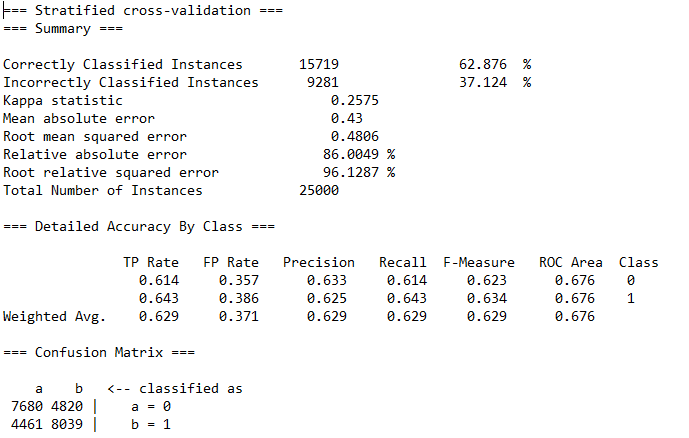 === Stratified cross-validation ===
=== Summary ===
Correctly Classified Instances 15719 62.876 %
Incorrectly Classified Instances 9281 37.124 %
Kappa statistic 0.2575
Mean absolute error 0.43
Root mean squared error 0.4806
Relative absolute error 86.0049 %
Root relative squared error 96.1287 %
Total Number of Instances 25000
=== Detailed Accuracy By Class ===
TP Rate FP Rate Precision Recall F-Measure ROC Area Class
0.614 0.357 0.633 0.614 0.623 0.676 0
0.643 0.386 0.625 0.643 0.634 0.676 1
Weighted Avg. 0.629 0.371 0.629 0.629 0.629 0.676
=== Confusion Matrix ===
a b <-- classified as
7680 4820 | a = 0
4461 8039 | b = 1